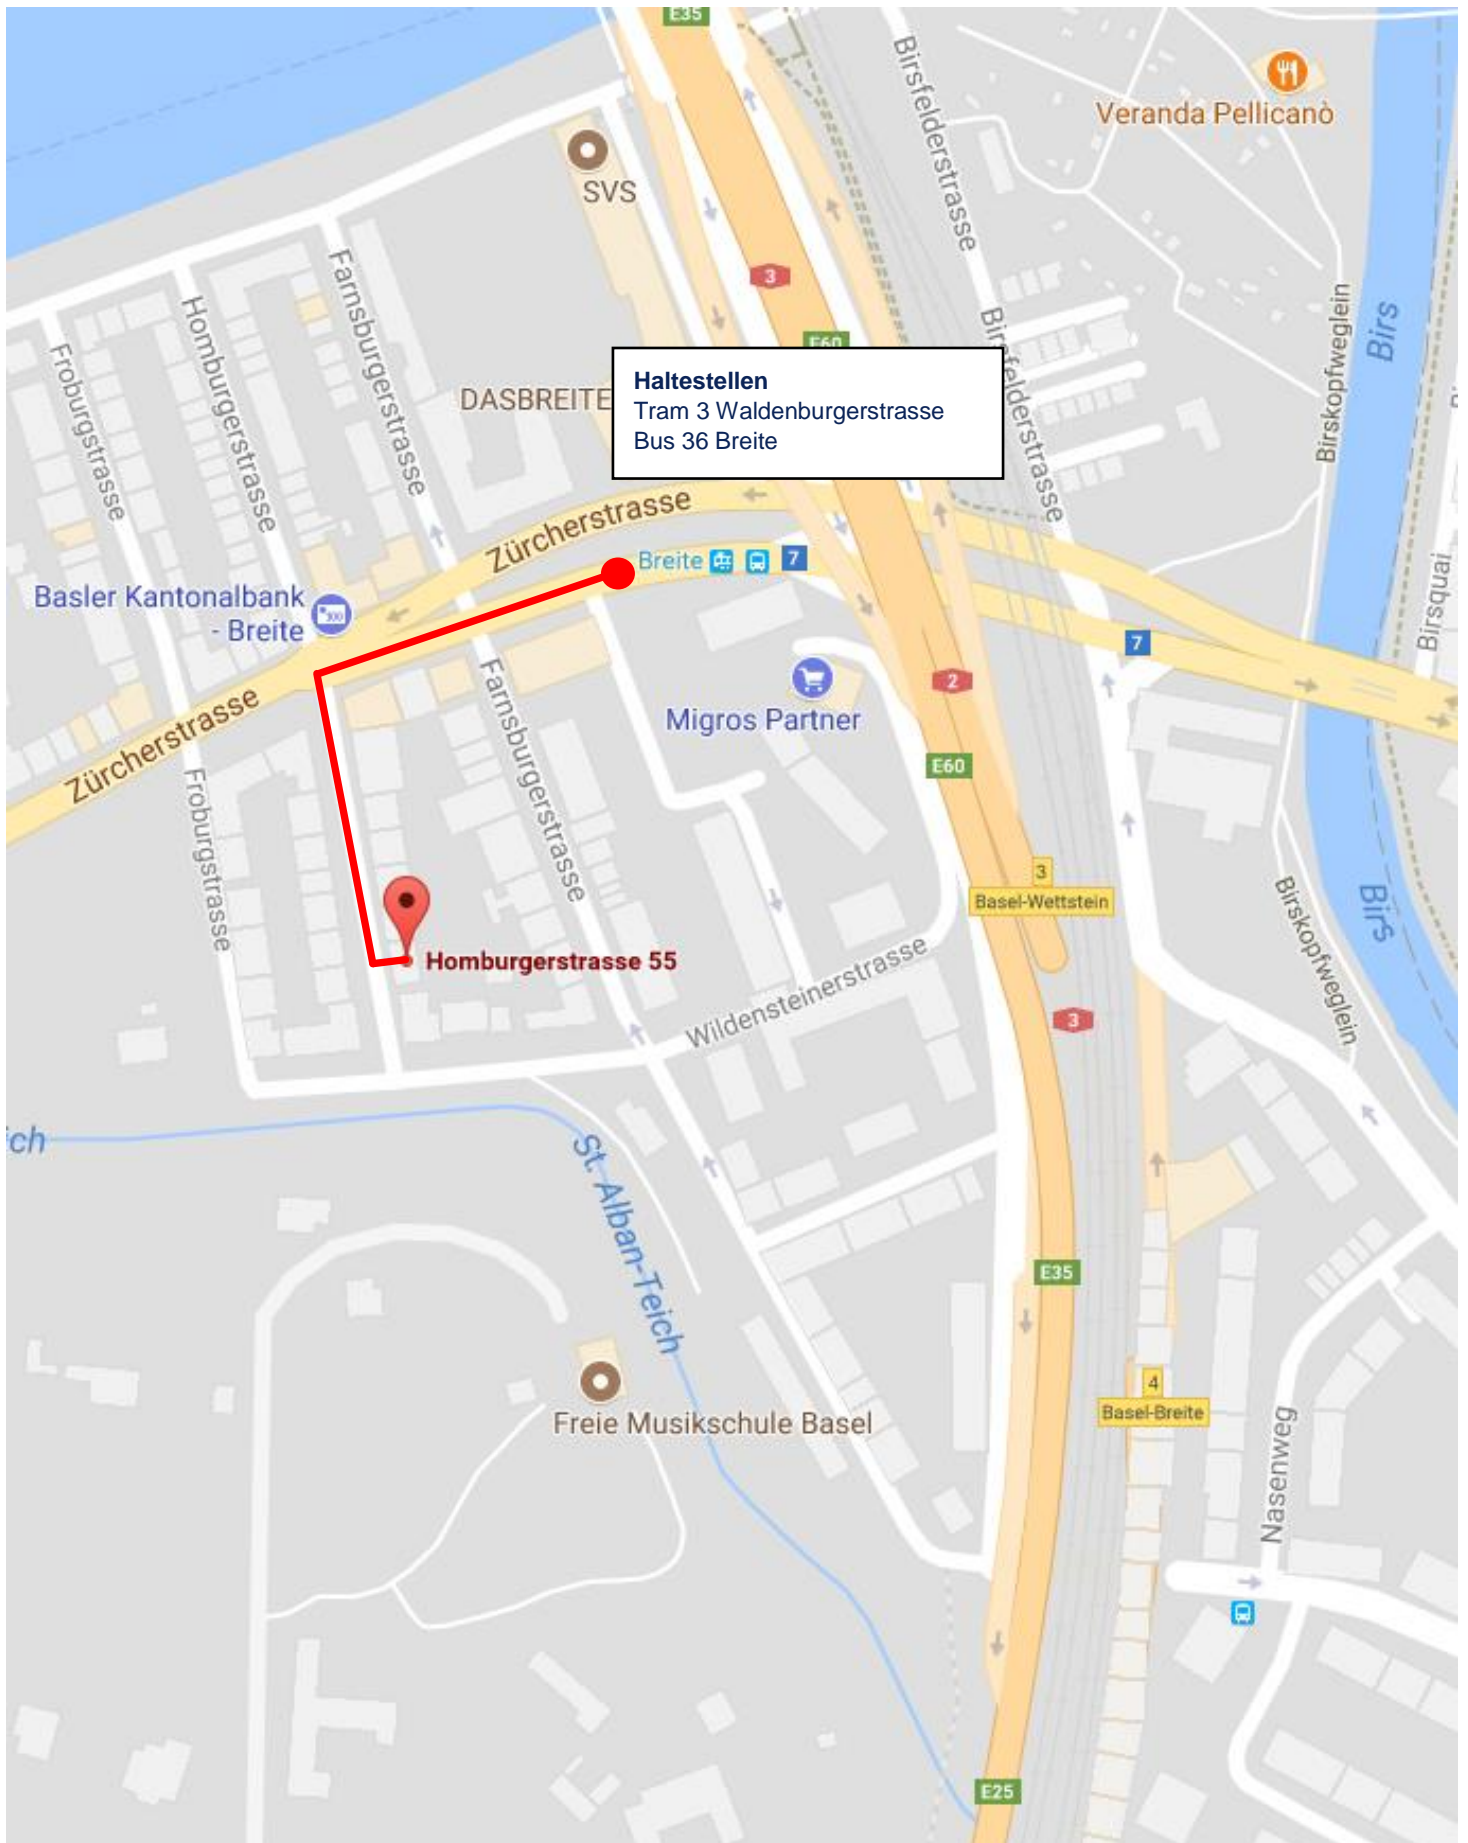 E35
Birsfelderstrasse
Veranda Pellicanò
SVS
3
Farnsburgerstrasse
Homburgerstrasse
Froburgstrasse
E60
Birsfelderstrasse
Birskopfweglein
Birs
DASBREITE
Haltestellen
Tram 3 Waldenburgerstrasse
Bus 36 Breite
Zürcherstrasse
Breite
7
Basler Kantonalbank
- Breite
Birsquai
7
2
Migros Partner
Farnsburgerstrasse
Zürcherstrasse
Froburgstrasse
E60
3
Basel-Wettstein
Birskopfweglein
Birs
Homburgerstrasse 55
Wildensteinerstrasse
3
ich
St. Alban-Teich
E35
4
Basel-Breite
Freie Musikschule Basel
Nasenweg
E25